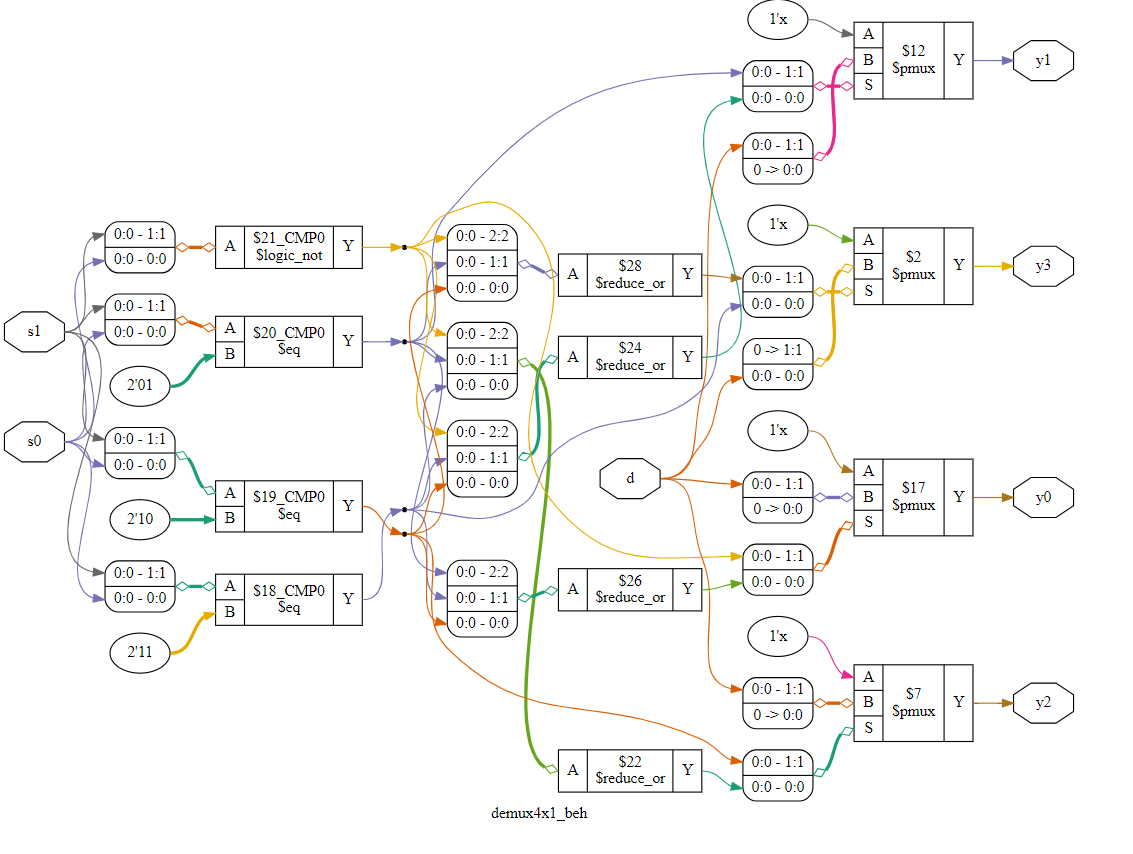 1'x
0:0 - 1:1
0:0 - 0:0
A
B
S
$12
$pmux
Y
y1
0:0 - 1:1
0 -> 0:0
1'x
0:0 - 1:1
0:0 - 0:0
A
B
S
$2
$pmux
Y
y3
0 -> 1:1
0:0 - 0:0
s1
s0
0:0 - 1:1
0:0 - 0:0
A
$21_CMP0
$logic_not
Y
0:0 - 1:1
0:0 - 0:0
2'01
A
B
$20_CMP0
$eq
Y
0:0 - 1:1
0:0 - 0:0
2'10
A
B
$19_CMP0
$eq
Y
0:0 - 1:1
0:0 - 0:0
2'11
A
B
$18_CMP0
$eq
Y
0:0 - 2:2
0:0 - 1:1
0:0 - 0:0
A
$28
$reduce_or
Y
0:0 - 2:2
0:0 - 1:1
0:0 - 0:0
A
$24
$reduce_or
Y
0:0 - 2:2
0:0 - 1:1
0:0 - 0:0
d
0:0 - 2:2
0:0 - 1:1
0:0 - 0:0
A
$26
$reduce_or
Y
A
$22
$reduce_or
Y
1'x
0:0 - 1:1
0 -> 0:0
A
B
S
$17
$pmux
Y
y0
0:0 - 1:1
0:0 - 0:0
1'x
0:0 - 1:1
0 -> 0:0
A
B
S
$7
$pmux
Y
y2
0:0 - 1:1
0:0 - 0:0
demux4x1_beh